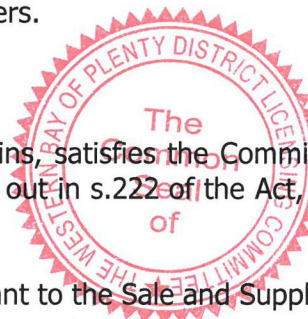 ers.
ins, satisfies the Commi
out in s.222 of the Act,
ant to the Sale and Suppl
WESTERN BAY OF PLENTY DISTRICT LICENSING COMMITTEE THE
The
Common
Seal
of